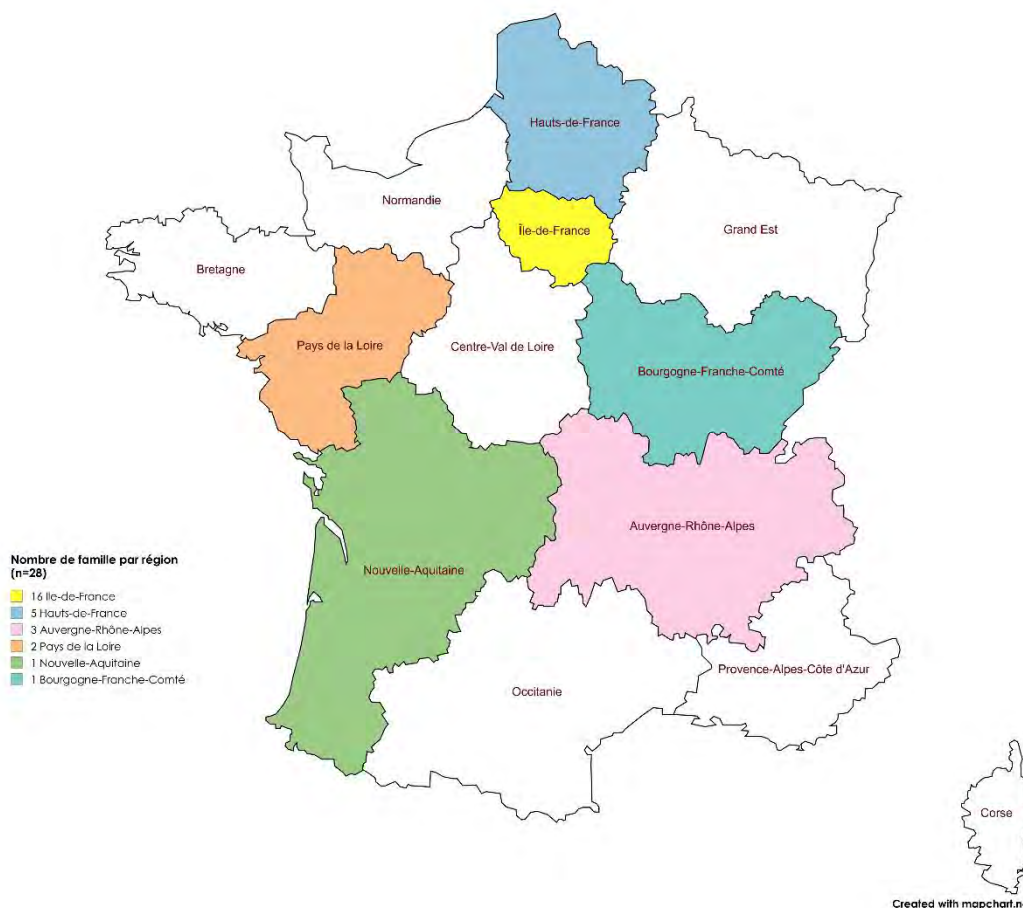 Hauts-de-France
Normandie
Île-de-France
Grand Est
Bretagne
Pays de la Loire
Centre-Val de Loire
Bourgogne-Franche-Comté
Auvergne-Rhône-Alpes
Nouvelle-Aquitaine
Nombre de famille par région
(n=28)
16 Ile-de-France
5 Hauts-de-France
3 Auvergne-Rhône-Alpes
2 Pays de la Loire
1 Nouvelle-Aquitaine
1 Bourgogne-Franche-Comté
Provence-Alpes-Côte d'Azur
Occitanie
Corse
Created with mapchart.n